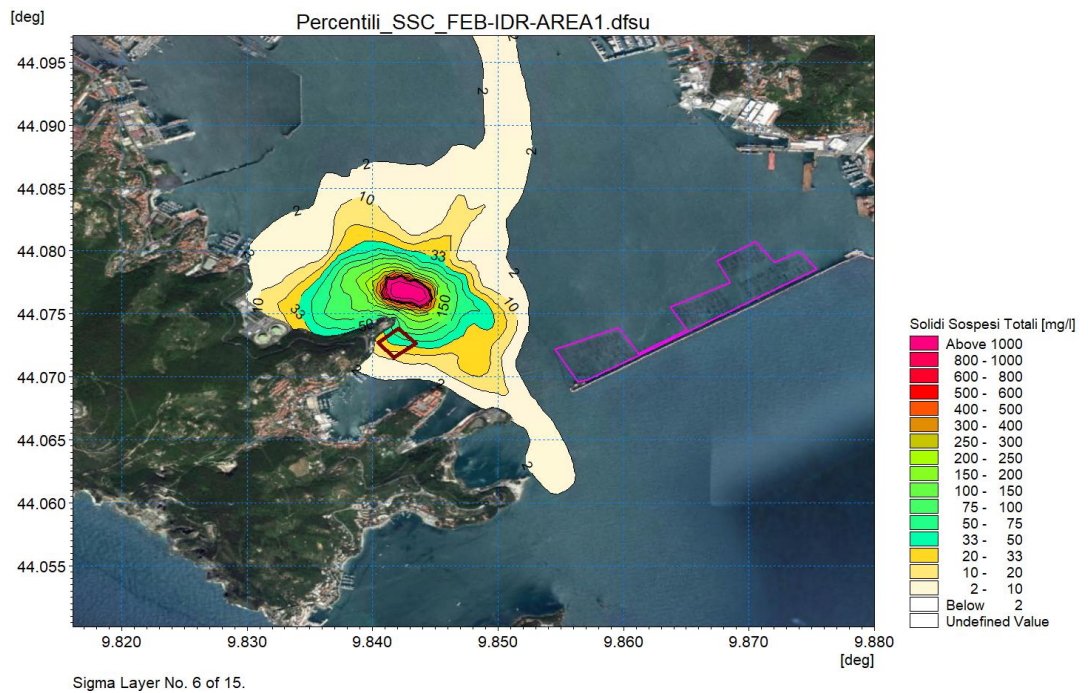 [deg]
Percentili_SSC_FEB-IDR-AREA1.dfsu
44.095
44.090
44.085
44.080
44.075
44.070
44.065
44.060
44.055
2
2
2
2
10
2
33
2
2
10
10
33
150
50
2
2
2
9.820
9.830
9.840
9.850
9.860
9.870
9.880
[deg]
Solidi Sospesi Totali [mg/l]
Above 1000
800 - 1000
600 - 800
500 - 600
400 - 500
300 - 400
250 - 300
200 - 250
150 - 200
100 - 150
75 - 100
50 - 75
33 - 50
20 - 33
10 - 20
2 - 10
Below 2
Undefined Value
Sigma Layer No. 6 of 15.